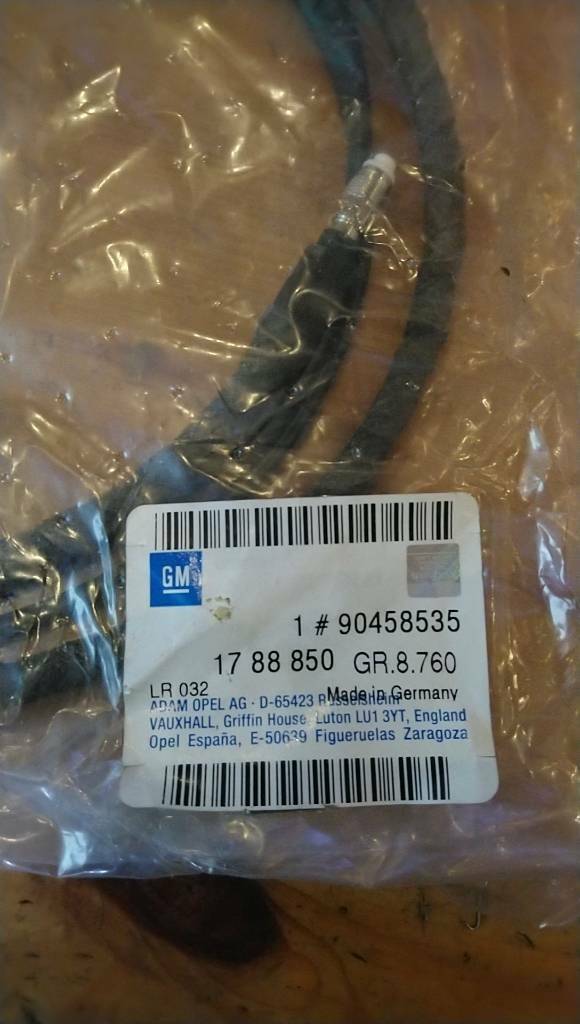 GM
1 # 90458535
17 88 850 GR.8.760
LR 032 Made in Germany
ADAM OPEL AG · D-65423 Rüsselsheim
VAUXHALL, Griffin House, Luton LU1 3YT, England
Opel España, E-50639 Figueruelas Zaragoza